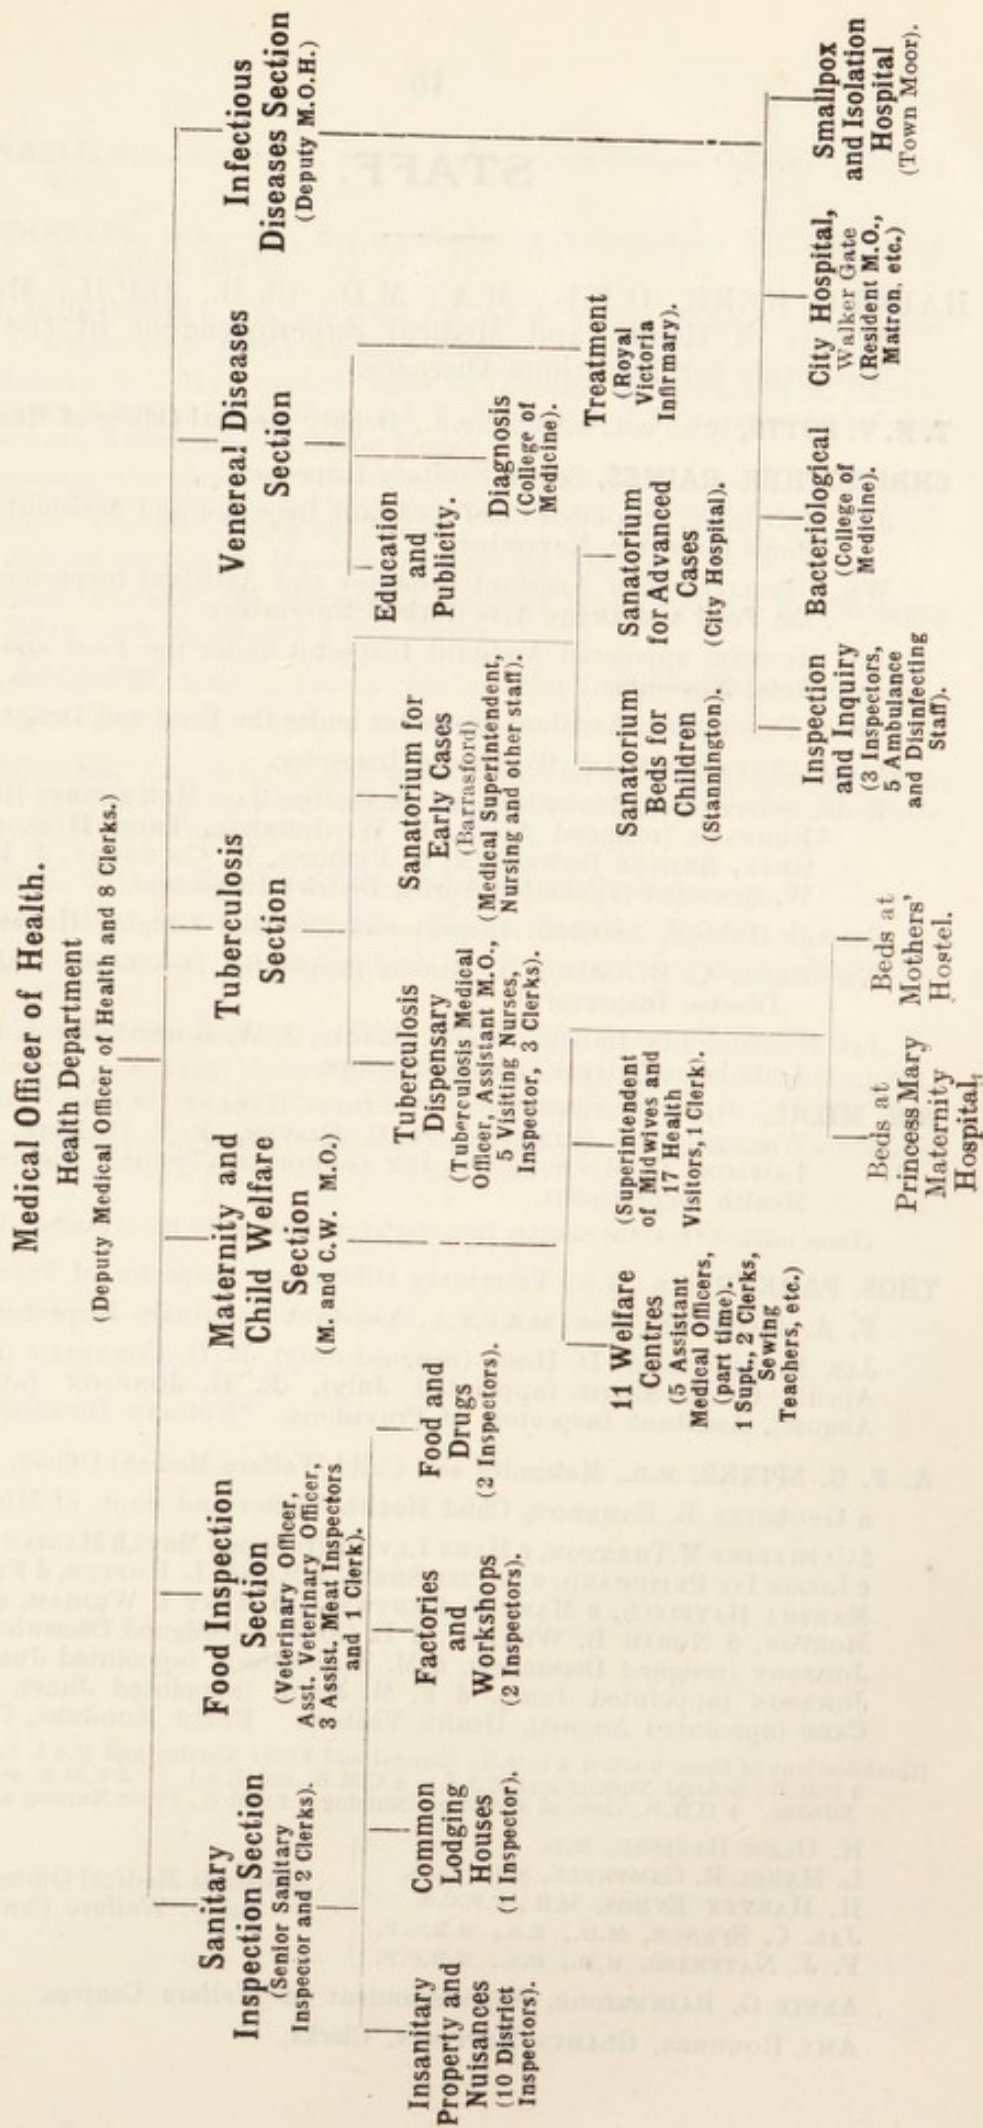 Medical Officer of Health.
Health Department
(Deputy Medical Officer of Health and 8 Clerks.)
Sanitary
Inspection Section
(Senior Sanitary
Inspector and 2 Clerks).
Insanitary
Property and
Nuisances
(10 District
Inspectors).
Common
Lodging
Houses
(1 Inspector).
Factories
and
Workshops
(2 Inspectors).
Food and
Drugs
(2 Inspectors).
Food Inspection
Section
(Veterinary Officer,
Asst. Veterinary Officer,
3 Assist. Meat Inspectors
and 1 Clerk).
Maternity and
Child Welfare
Section
(M. and C.W. M.O.)
11 Welfare
Centres
(5 Assistant
Medical Officers,
(part time).
1 Supt., 2 Clerks,
Sewing
Teachers, etc.)
(Superintendent
of Midwives and
17 Health
Visitors, 1 Clerk).
Beds at
Princess Mary
Maternity
Hospital.
Beds at
Mothers'
Hostel.
Tuberculosis
Section
Tuberculosis
Dispensary
(Tuberculosis Medical
Officer, Assistant M.O.,
5 Visiting Nurses,
Inspector, 3 Clerks).
Sanatorium for
Early Cases
(Barrasford)
(Medical Superintendent,
Nursing and other staff).
Sanatorium
Beds for
Children
(Stannington).
Sanatorium
for Advanced
Cases
(City Hospital).
Venereal Diseases
Section
Education
and
Publicity.
Diagnosis
(College of
Medicine).
Treatment
(Royal
Victoria
Infirmary).
Infectious
Diseases Section
(Deputy M.O.H.)
Inspection
and Inquiry
(3 Inspectors,
5 Ambulance
and Disinfecting
Staff).
Bacteriological
(College of
Medicine).
City Hospital,
Walker Gate
(Resident M.O.,
Matron, etc.)
Smallpox
and Isolation
Hospital
(Town Moor).